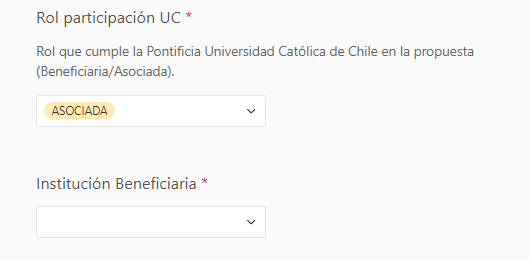 Rol participación UC *
Rol que cumple la Pontificia Universidad Católica de Chile en la propuesta
(Beneficiaria/Asociada).
ASOCIADA
Institución Beneficiaria *